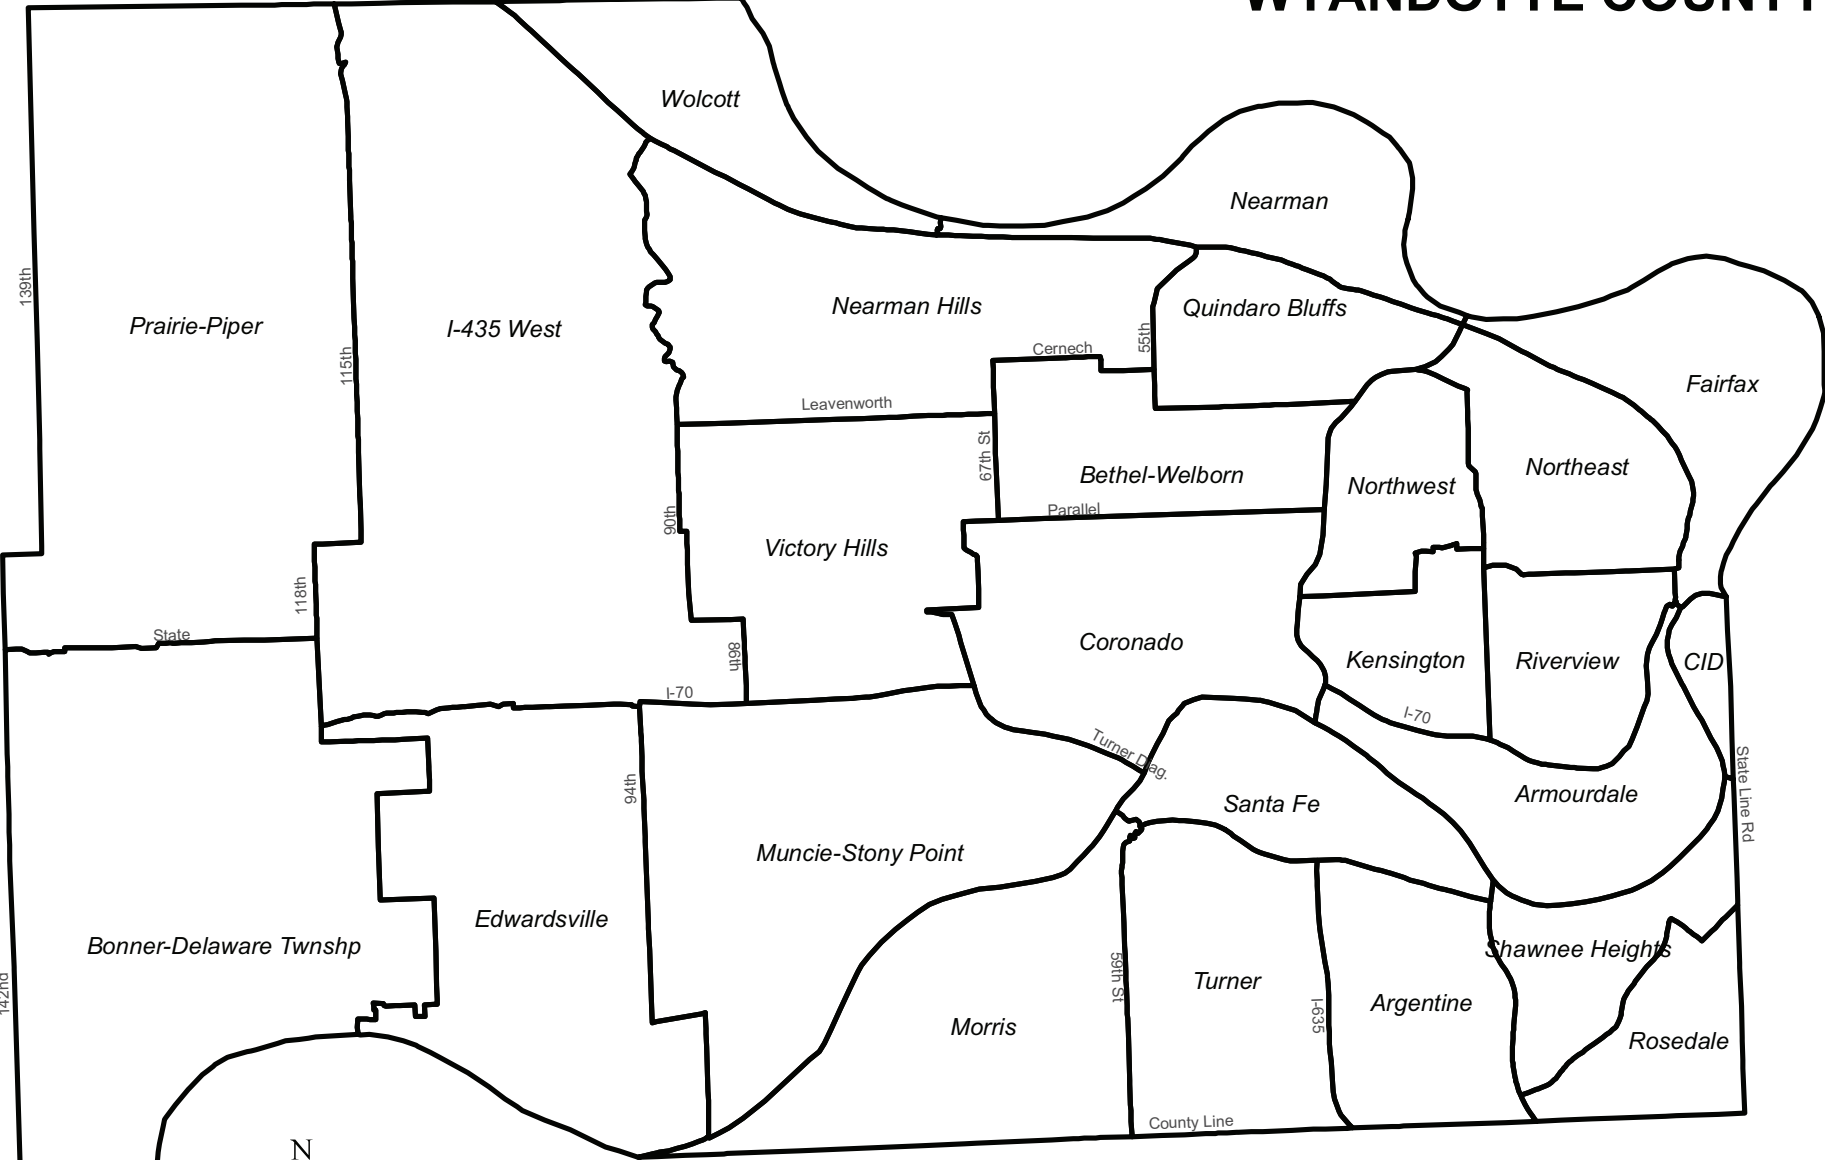 WYANDOTTE COUNTY
Wolcott
Nearman
139th
Prairie-Piper
115th
I-435 West
Nearman Hills
Quindaro Bluffs
55th
Cernech
Fairfax
Leavenworth
67th St
Bethel-Welborn
Northwest
Northeast
Parallel
90th
Victory Hills
118th
State
86th
Coronado
Kensington
Riverview
CID
I-70
I-70
Turner Diag.
94th
Santa Fe
Armourdale
State Line Rd
Muncie-Stony Point
Edwardsville
Bonner-Delaware Twnshp
142nd
Shawnee Heights
59th St
Turner
I-635
Argentine
Morris
Rosedale
County Line
N